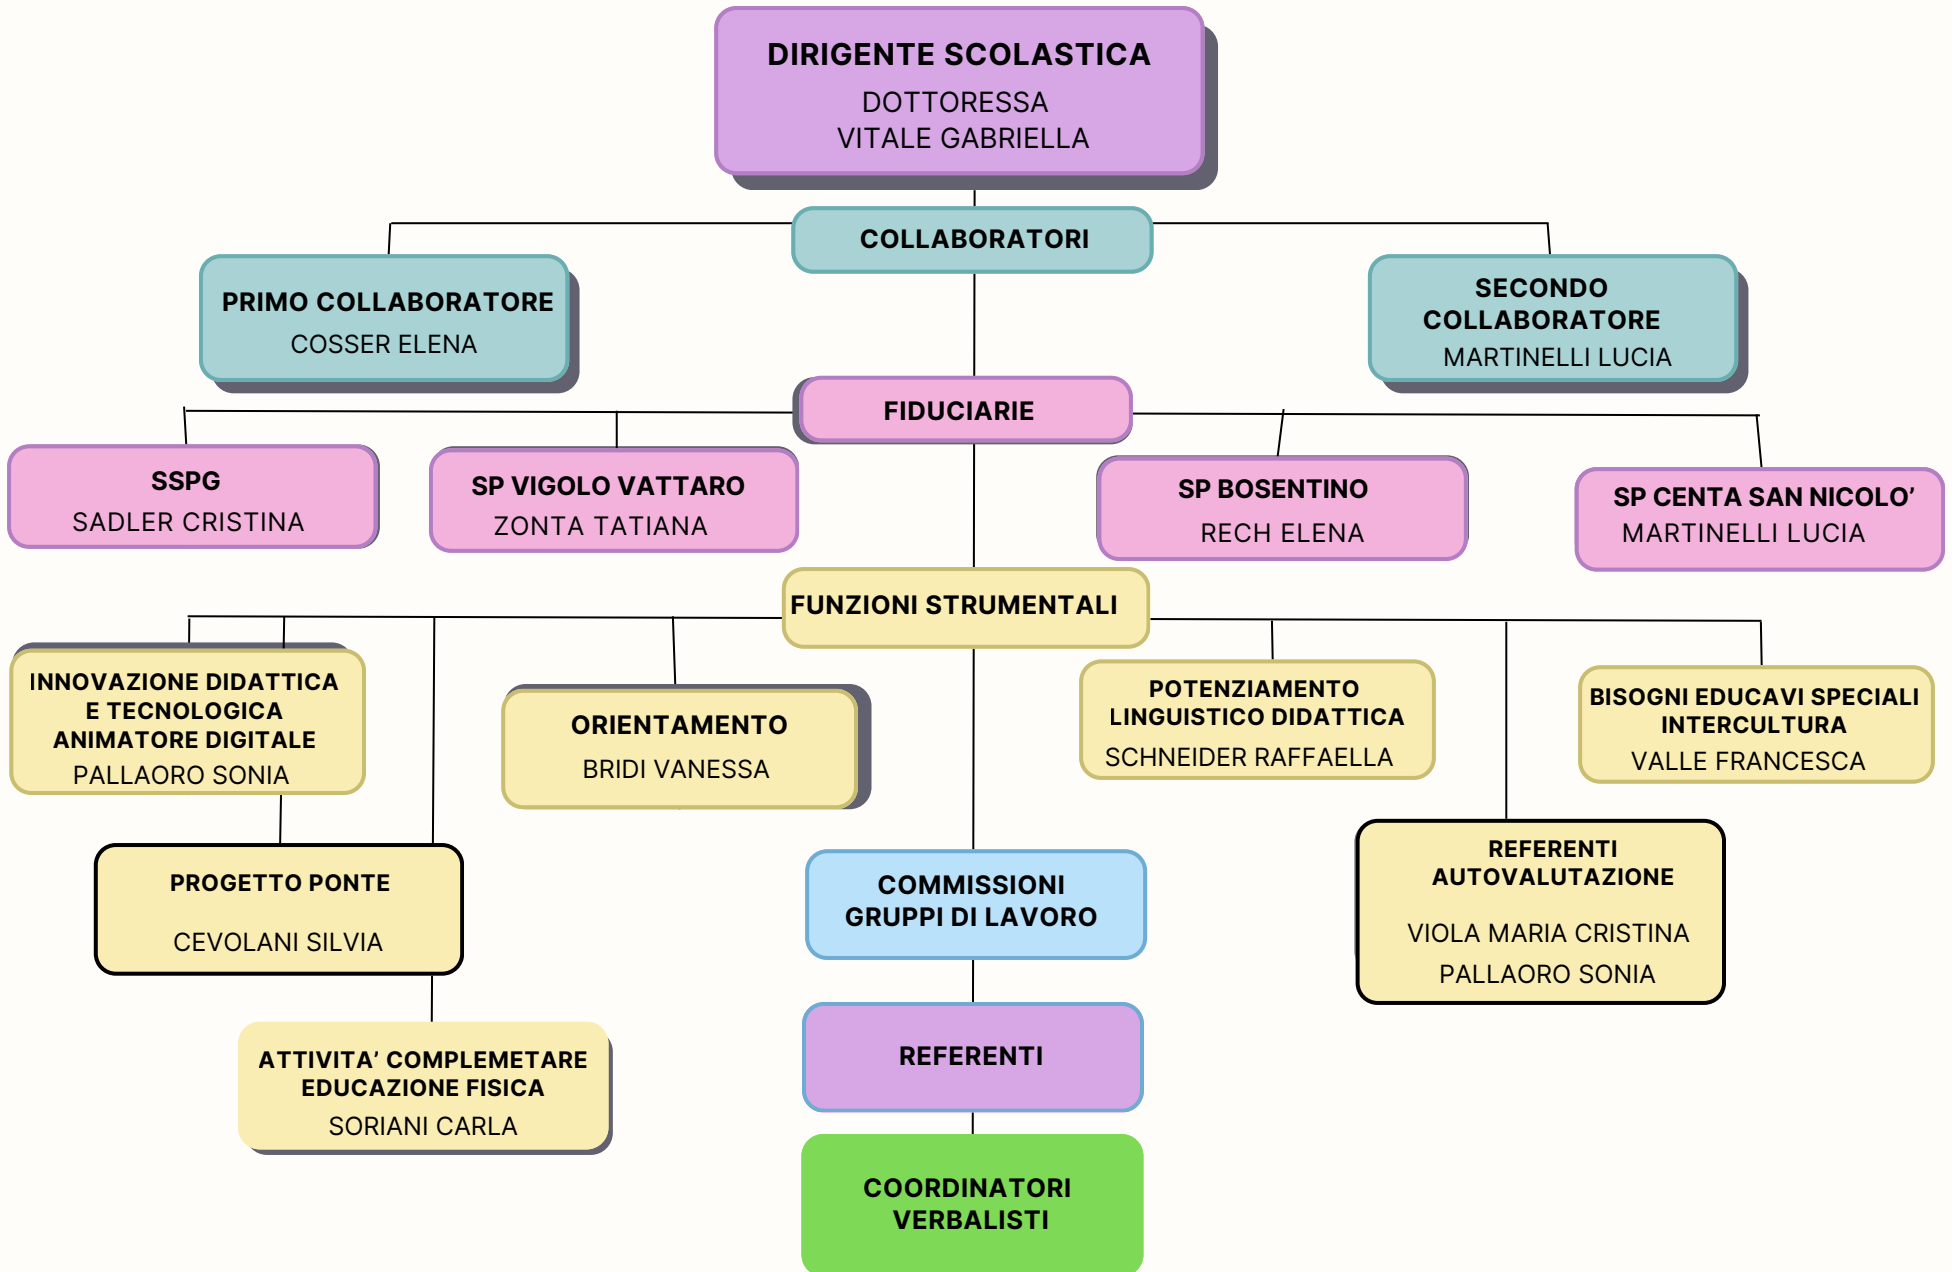 DIRIGENTE SCOLASTICA
DOTTORESSA
VITALE GABRIELLA
COLLABORATORI
PRIMO COLLABORATORE
COSSER ELENA
SECONDO
COLLABORATORE
MARTINELLI LUCIA
FIDUCIARIE
SSPG
SADLER CRISTINA
SP VIGOLO VATTARO
ZONTA TATIANA
SP BOSENTINO
RECH ELENA
SP CENTA SAN NICOLO’
MARTINELLI LUCIA
FUNZIONI STRUMENTALI
INNOVAZIONE DIDATTICA
E TECNOLOGICA
ANIMATORE DIGITALE
PALLAORO SONIA
ORIENTAMENTO
BRIDI VANESSA
POTENZIAMENTO
LINGUISTICO DIDATTICA
SCHNEIDER RAFFAELLA
BISOGNI EDUCAVI SPECIALI
INTERCULTURA
VALLE FRANCESCA
PROGETTO PONTE
CEVOLANI SILVIA
COMMISSIONI
GRUPPI DI LAVORO
REFERENTI
AUTOVALUTAZIONE
VIOLA MARIA CRISTINA
PALLAORO SONIA
ATTIVITA’ COMPLEMETARE
EDUCAZIONE FISICA
SORIANI CARLA
REFERENTI
COORDINATORI
VERBALISTI